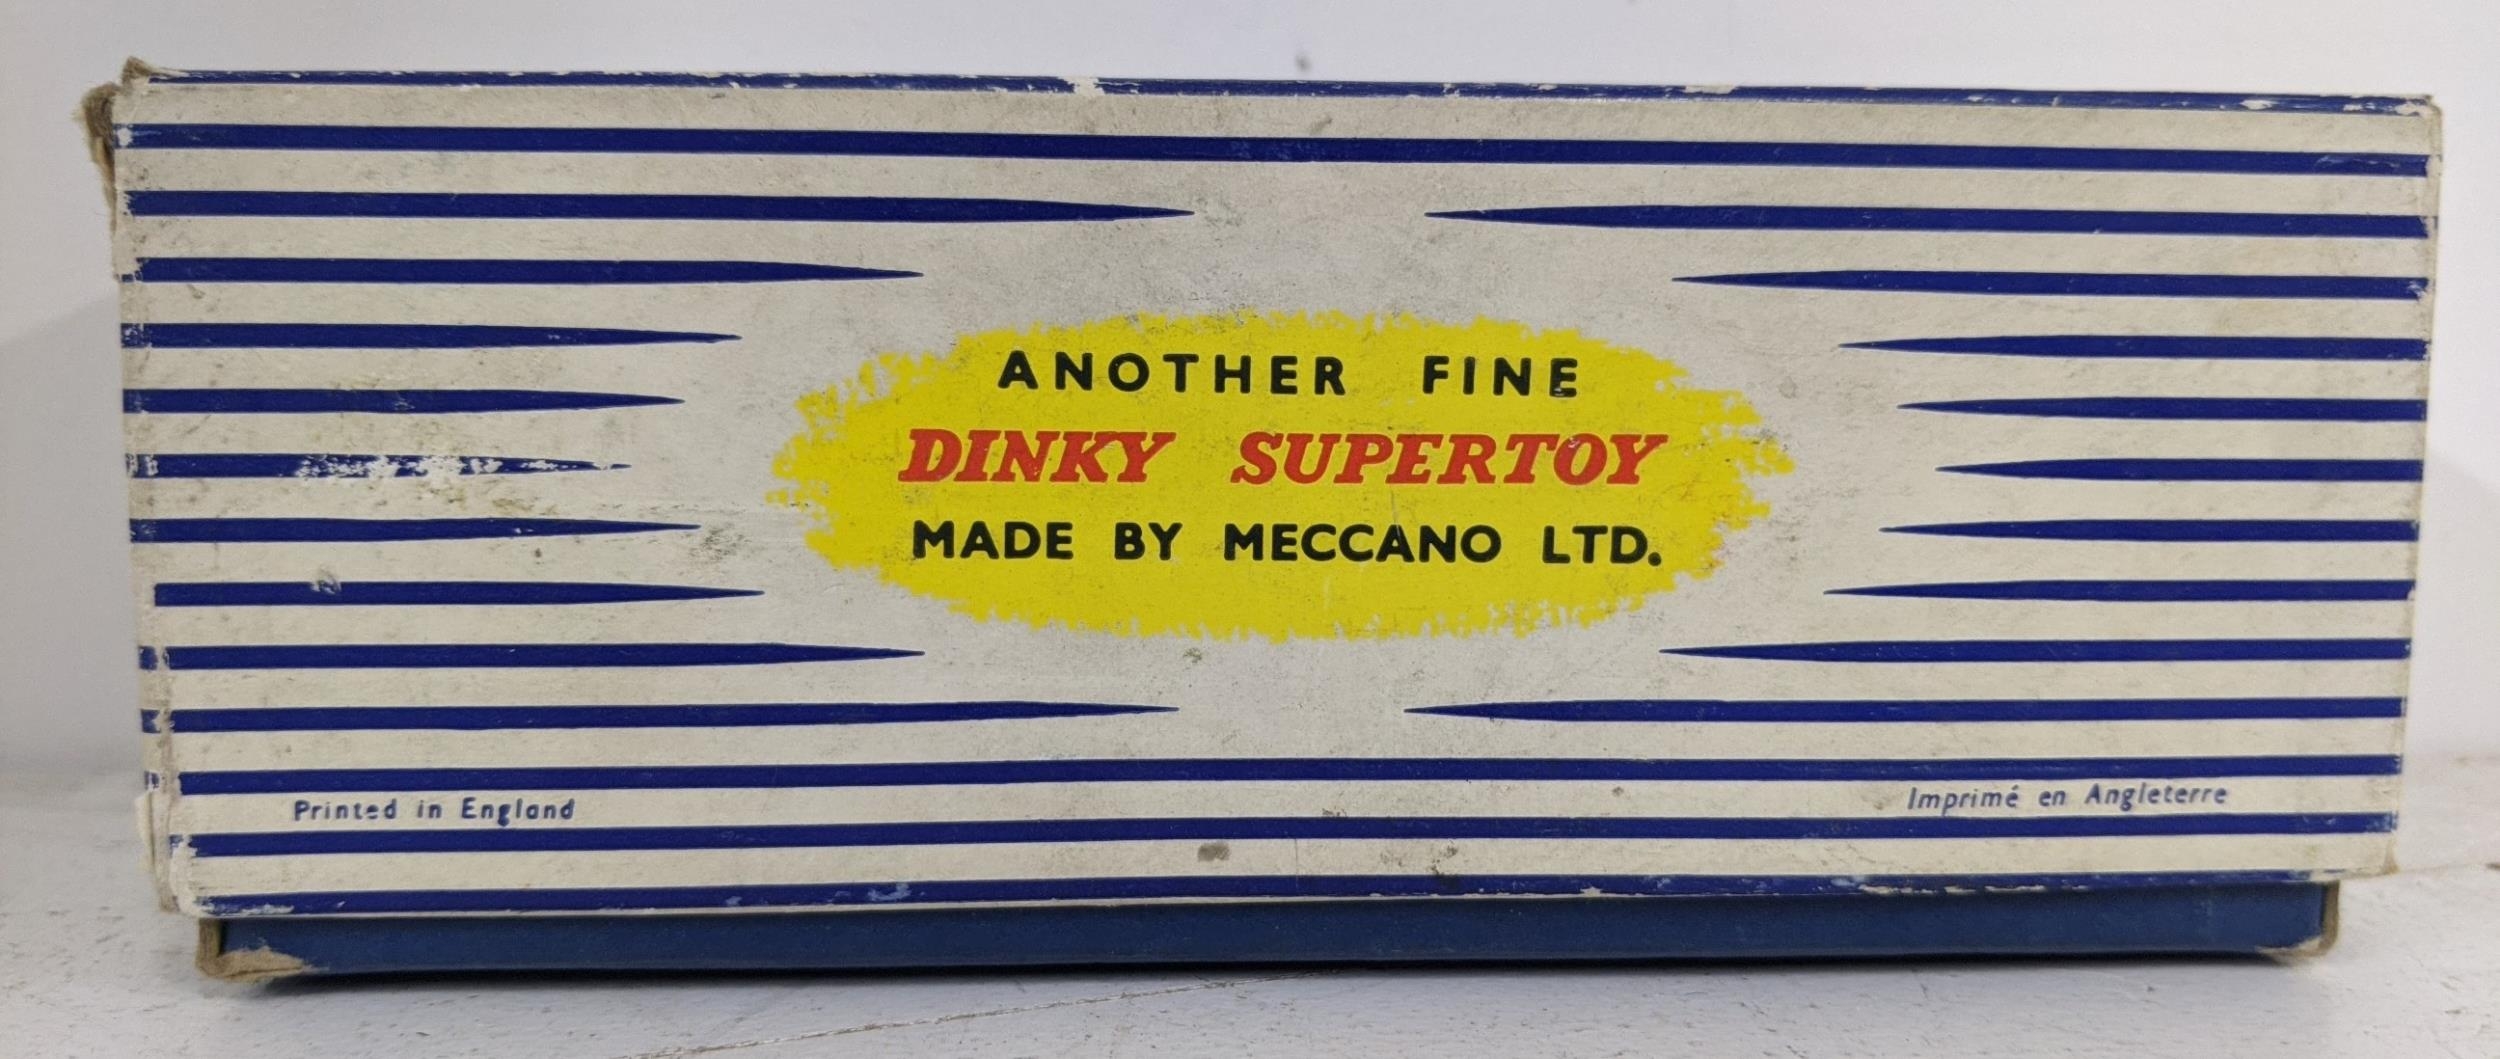 ANOTHER FINE
DINKY SUPERTOY
MADE BY MECCANO LTD.
Printed in England
Imprimé en Angleterre